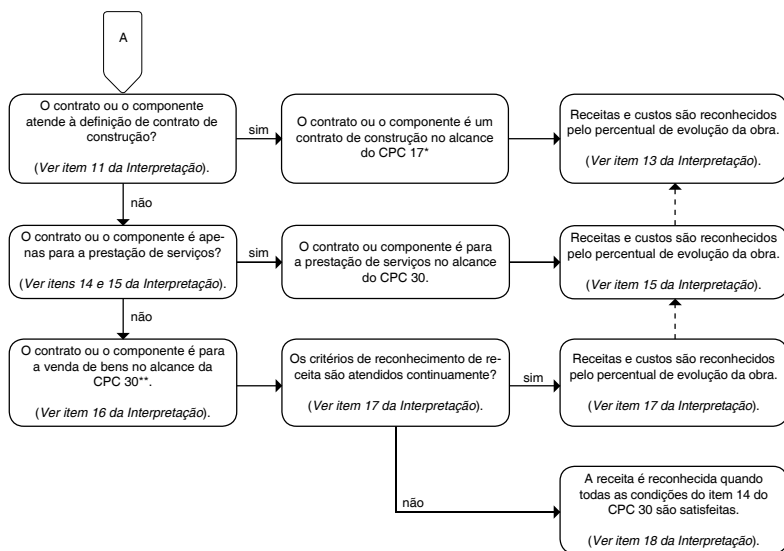 A
O contrato ou o componente
atende à definição de contrato de
construção?
(Ver item 11 da Interpretação).
sim
O contrato ou o componente é um
contrato de construção no alcance
do CPC 17*
Receitas e custos são reconhecidos
pelo percentual de evolução da obra.
(Ver item 13 da Interpretação).
não
O contrato ou o componente é ape-
nas para a prestação de serviços?
(Ver itens 14 e 15 da Interpretação).
sim
O contrato ou componente é para
a prestação de serviços no alcance
do CPC 30.
Receitas e custos são reconhecidos
pelo percentual de evolução da obra.
(Ver item 15 da Interpretação).
não
O contrato ou o componente é para
a venda de bens no alcance da
CPC 30**.
(Ver item 16 da Interpretação).
Os critérios de reconhecimento de re-
ceita são atendidos continuamente?
(Ver item 17 da Interpretação).
sim
Receitas e custos são reconhecidos
pelo percentual de evolução da obra.
(Ver item 17 da Interpretação).
não
A receita é reconhecida quando
todas as condições do item 14 do
CPC 30 são satisfeitas.
(Ver item 18 da Interpretação).